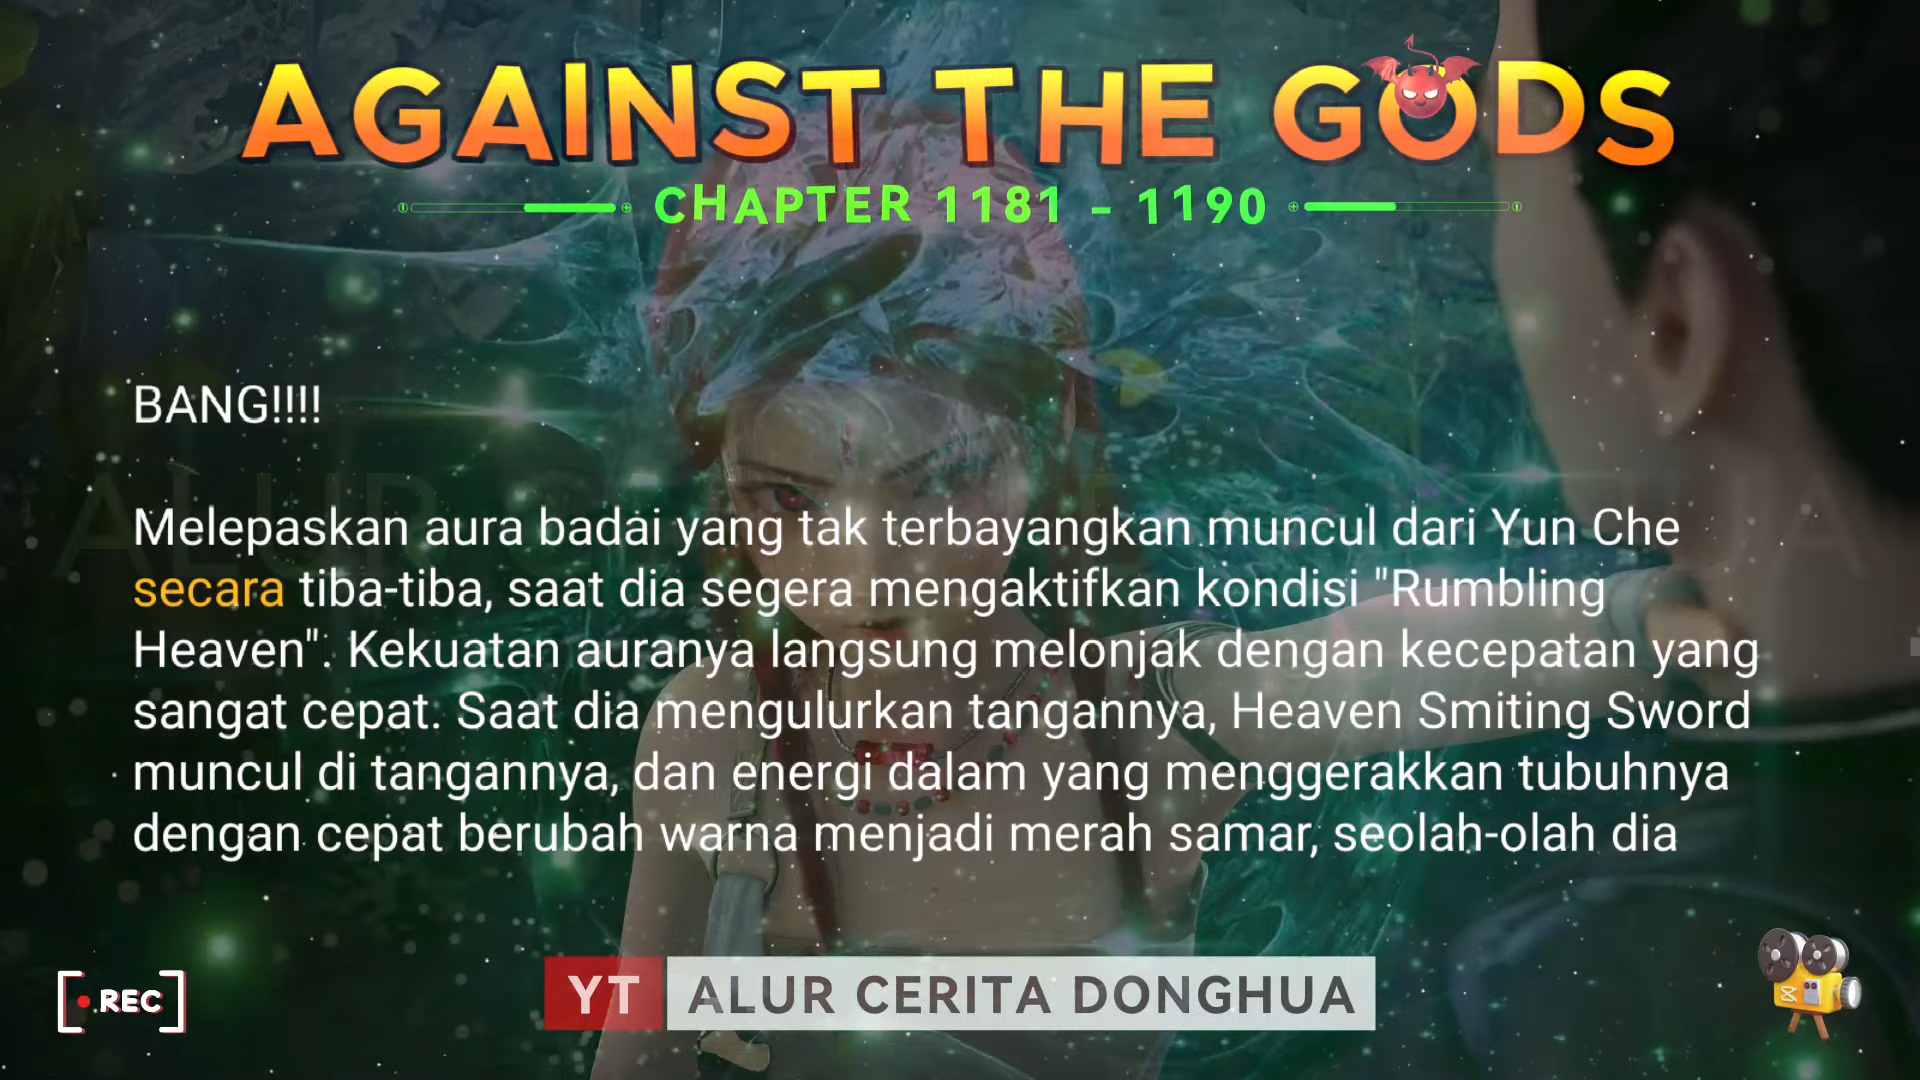 AGAINST THE GODS
CHAPTER 1181 - 1190
BANG!!!!
Melepaskan aura badai yang tak terbayangkan muncul dari Yun Che
secara tiba-tiba, saat dia segera mengaktifkan kondisi "Rumbling
Heaven". Kekuatan auranya langsung melonjak dengan kecepatan yang
sangat cepat. Saat dia mengulurkan tangannya, Heaven Smiting Sword
muncul di tangannya, dan energi dalam yang menggerakkan tubuhnya
dengan cepat berubah warna menjadi merah samar, seolah-olah dia
REC
YT ALUR CERITA DONGHUA